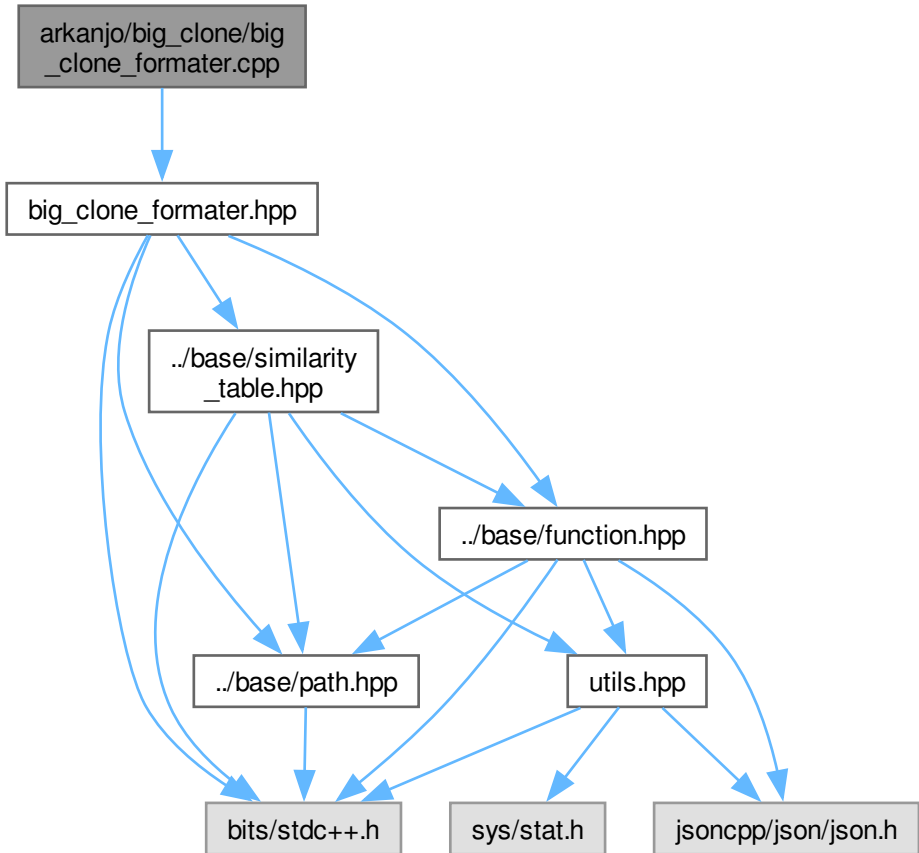 arkanjo/big_clone/big
_clone_formater.cpp
big_clone_formater.hpp
../base/similarity
_table.hpp
../base/function.hpp
../base/path.hpp
utils.hpp
bits/stdc++.h
sys/stat.h
jsoncpp/json/json.h